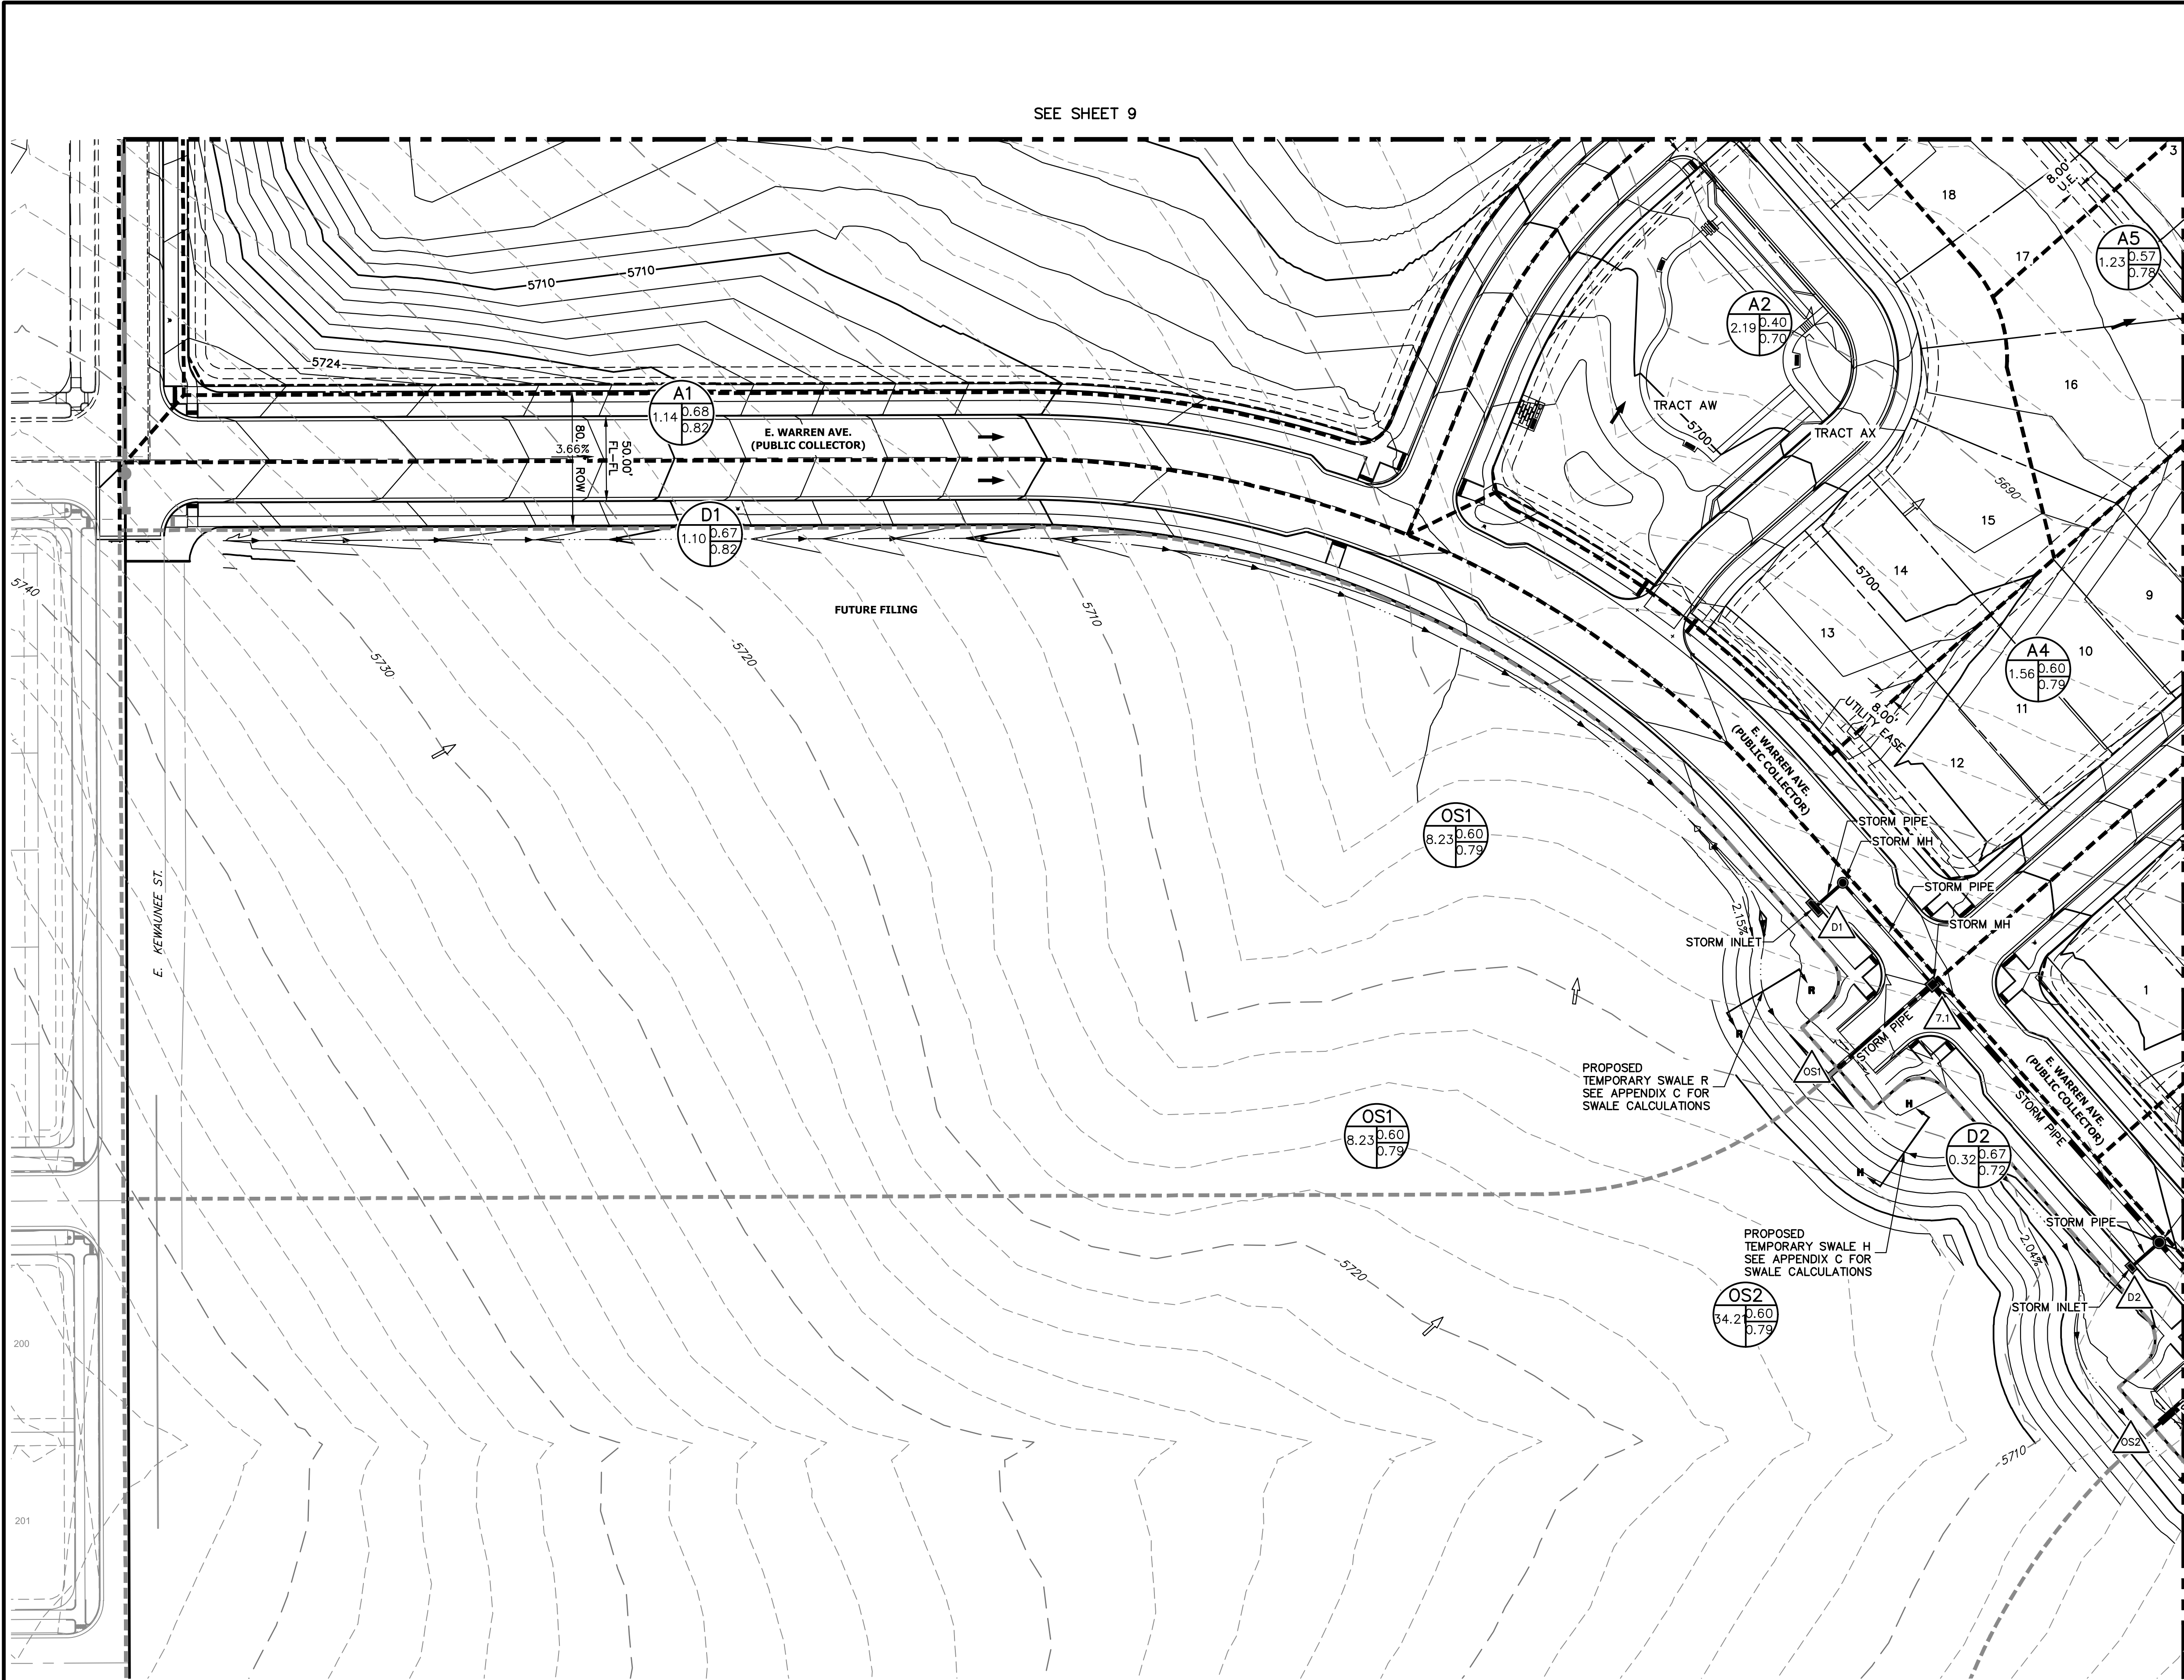 SEE SHEET 9
18
3
8.00'
U.E.
17
A5
1.23
0.57
0.78
5710
5710
A2
2.19
0.40
0.70
5724
16
A1
1.14
0.68
0.82
TRACT AW
5700
TRACT AX
E. WARREN AVE.
(PUBLIC COLLECTOR)
50.00'
FL-FL
3.66%
ROW
5690
15
D1
1.10
0.67
0.82
14
5700
5740
9
FUTURE FILING
5710
13
5730
5720
A4
1.56
0.60
0.79
10
11
8.00'
UTILITY EASE
12
E. WARREN AVE.
(PUBLIC COLLECTOR)
OS1
8.23
0.60
0.79
STORM PIPE
STORM MH
STORM PIPE
STORM MH
E. KEWAUNEE ST.
2.15%
D1
STORM INLET
R
R
1
7.1
STORM PIPE
OS1
PROPOSED
TEMPORARY SWALE R
SEE APPENDIX C FOR
SWALE CALCULATIONS
E. WARREN AVE.
(PUBLIC COLLECTOR)
STORM PIPE
H
H
OS1
8.23
0.60
0.79
D2
0.32
0.67
0.72
PROPOSED
TEMPORARY SWALE H
SEE APPENDIX C FOR
SWALE CALCULATIONS
STORM PIPE
2.04%
5720
OS2
34.21
0.60
0.79
STORM INLET
D2
200
OS2
5710
201